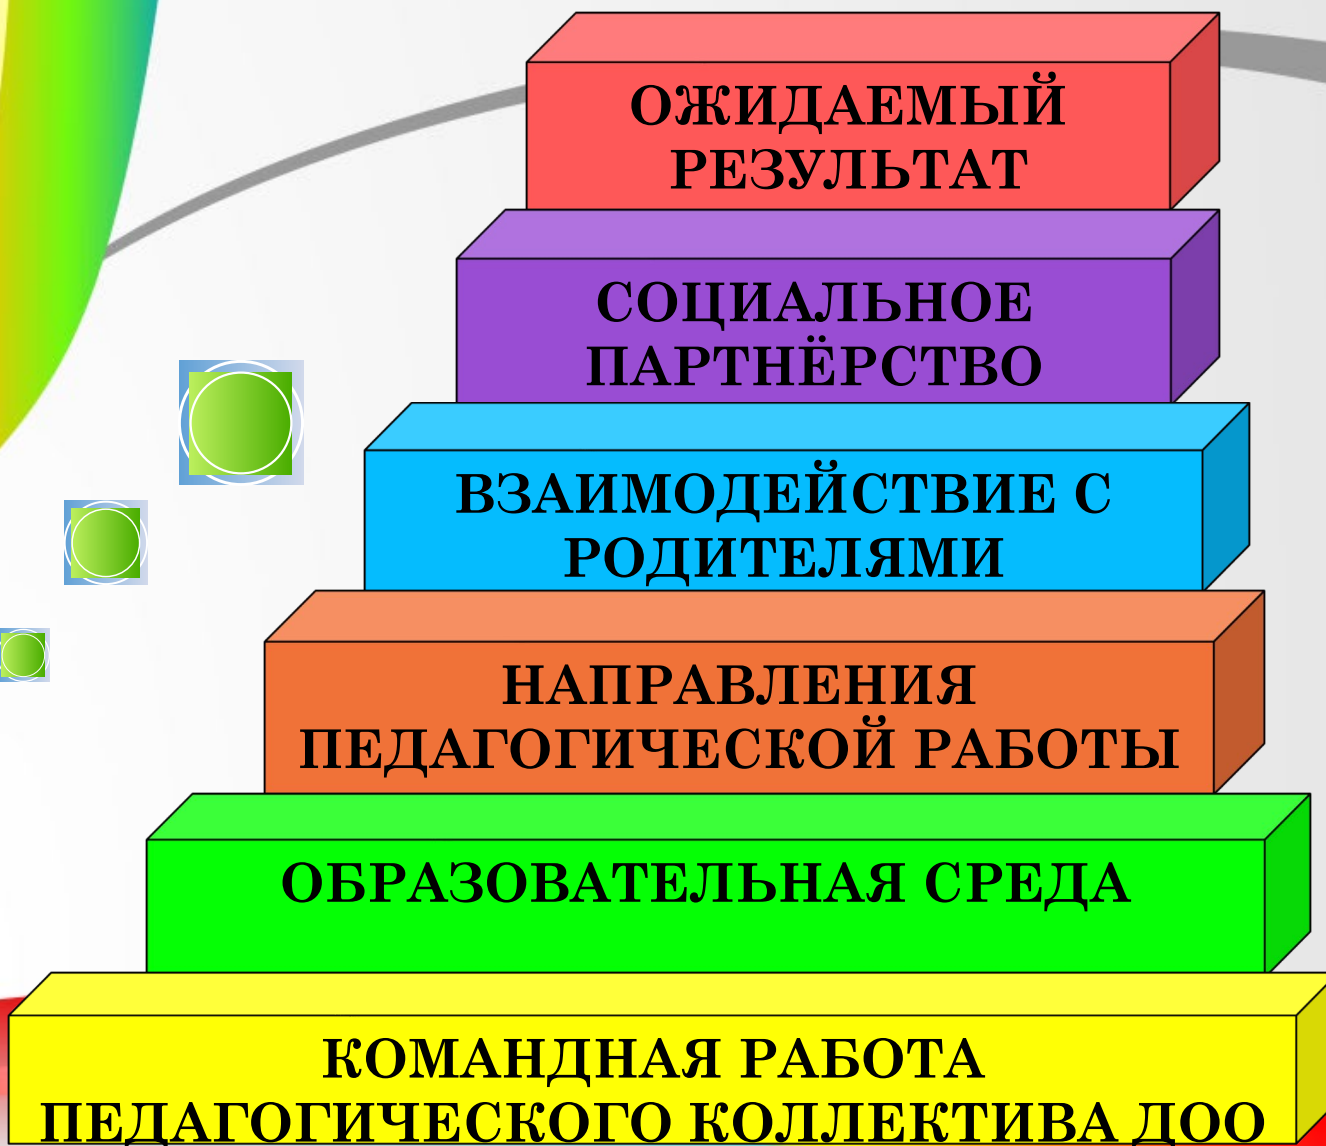 ОЖИДАЕМЫЙ
РЕЗУЛЬТАТ
СОЦИАЛЬНОЕ
ПАРТНЁРСТВО
ВЗАИМОДЕЙСТВИЕ С
РОДИТЕЛЯМИ
НАПРАВЛЕНИЯ
ПЕДАГОГИЧЕСКОЙ РАБОТЫ
ОБРАЗОВАТЕЛЬНАЯ СРЕДА
КОМАНДНАЯ РАБОТА
ПЕДАГОГИЧЕСКОГО КОЛЛЕКТИВА ДОО